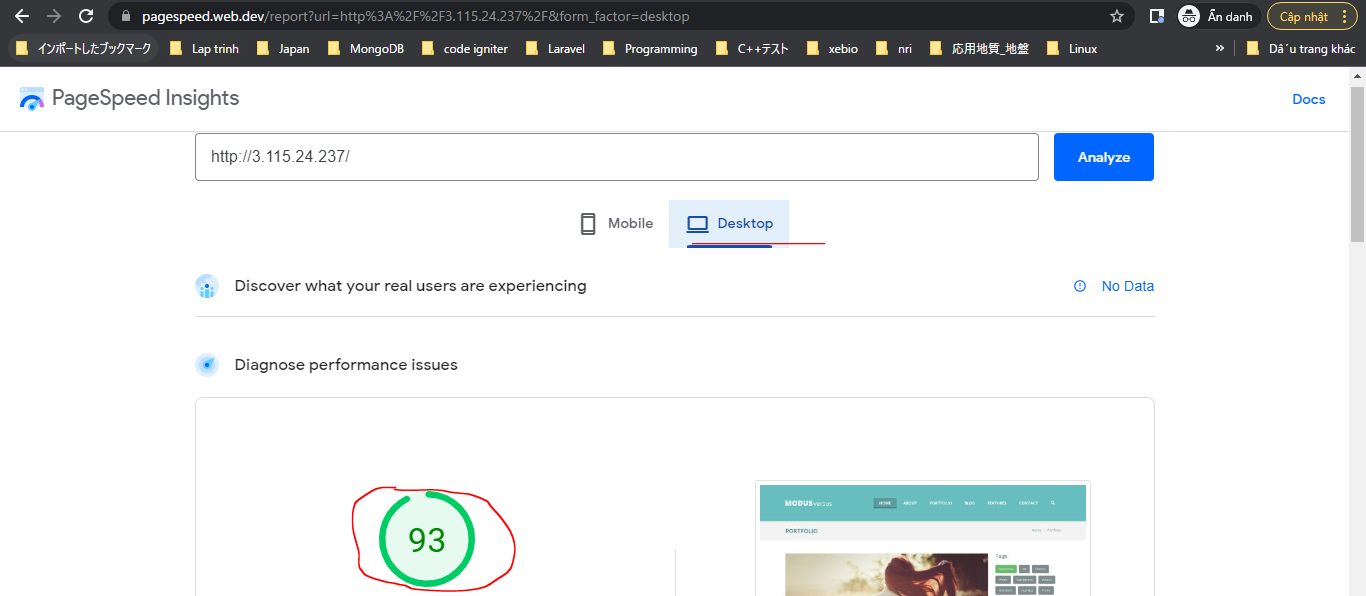 pagespeed.web.dev/report?url=http%3A%2F%2F3.115.24.237%2F&form_factor=desktop
Ẩn danh
Cập nhật
インポートしたブックマーク
Lap trinh
Japan
MongoDB
code igniter
Laravel
Programming
C++テスト
xebio
nri
応用地質_地盤
Linux
»
Dấu trang khác
PageSpeed Insights
Docs
http://3.115.24.237/
Analyze
Mobile
Desktop
Discover what your real users are experiencing
No Data
Diagnose performance issues
93
MODUS versus
HOME
ABOUT
PORTFOLIO
BLOG
FEATURES
CONTACT
PORTFOLIO
Tags